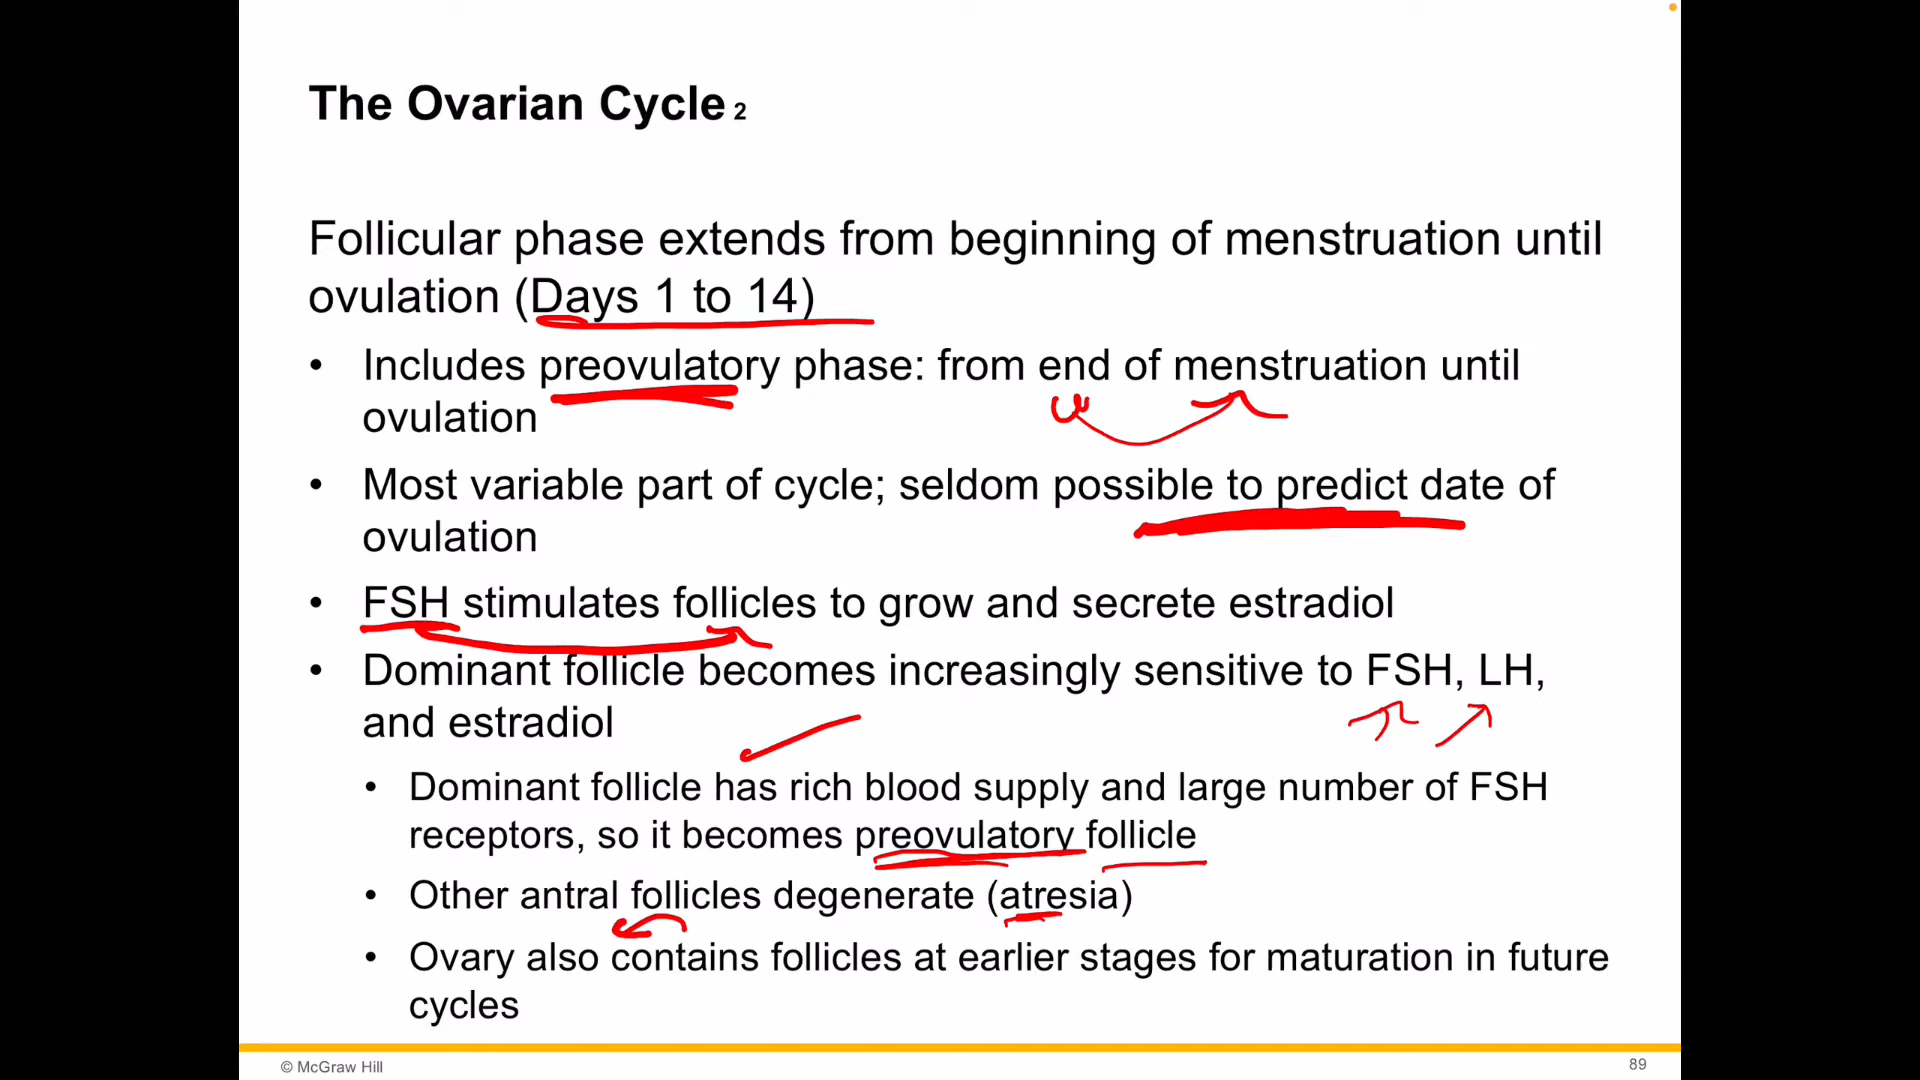 The Ovarian Cycle 2
Follicular phase extends from beginning of menstruation until
ovulation (Days 1 to 14)
• Includes preovulatory phase: from end of menstruation until
ovulation
• Most variable part of cycle; seldom possible to predict date of
ovulation
• FSH stimulates follicles to grow and secrete estradiol
• Dominant follicle becomes increasingly sensitive to FSH, LH,
and estradiol
• Dominant follicle has rich blood supply and large number of FSH
receptors, so it becomes preovulatory follicle
• Other antral follicles degenerate (atresia)
• Ovary also contains follicles at earlier stages for maturation in future
cycles
© McGraw Hill
89